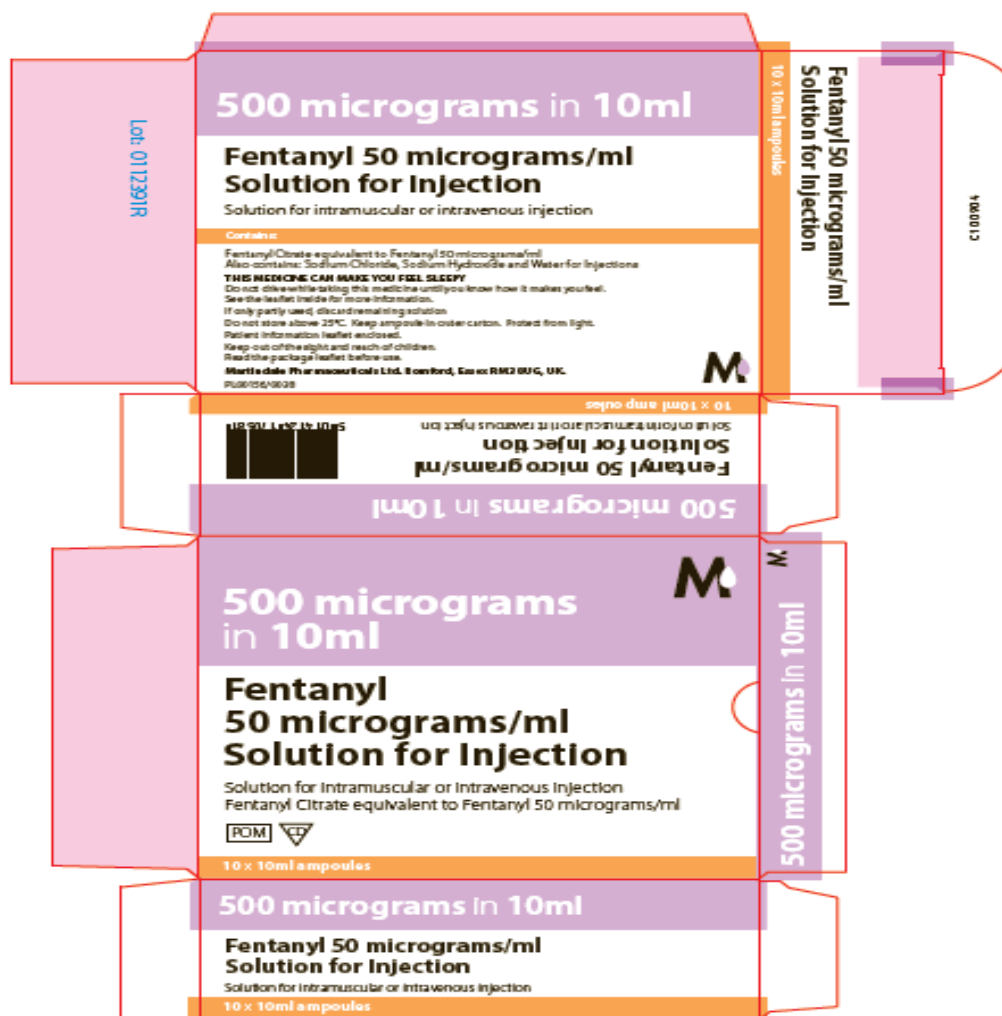 500 micrograms in 10ml
Fentanyl 50 micrograms/ml
Solution for Injection
Solution for intramuscular or intravenous injection
Contains:
Fentanyl Citrate equivalent to Fentanyl 50 micrograms/ml
Also contains: Sodium Chloride, Sodium Hydroxide and Water for Injections
THIS MEDICINE CAN MAKE YOU FEEL SLEEPY
Do not drive while taking this medicine until you know how it makes you feel.
See the leaflet inside for more information.
If only partly used, discard remaining solution
Do not store above 25°C. Keep ampoule in outer carton. Protect from light.
Patient information leaflet enclosed.
Keep out of the sight and reach of children.
Read the package leaflet before use.
Martindale Pharmaceuticals Ltd. Romford, Essex RM3 8UG, UK.
M
Lot: 0112391R
10 x 10ml ampoules
Fentanyl 50 micrograms/ml
Solution for Injection
C100904
10 x 10ml ampoules
Solution for intramuscular or intravenous injection
Fentanyl 50 micrograms/ml
Solution for Injection
500 micrograms in 10ml
M
500 micrograms
in 10ml
Fentanyl
50 micrograms/ml
Solution for Injection
Solution for intramuscular or intravenous injection
Fentanyl Citrate equivalent to Fentanyl 50 micrograms/ml
POM CD
10 x 10ml ampoules
M
500 micrograms in 10ml
500 micrograms in 10ml
Fentanyl 50 micrograms/ml
Solution for Injection
Solution for intramuscular or intravenous injection
10 x 10ml ampoules